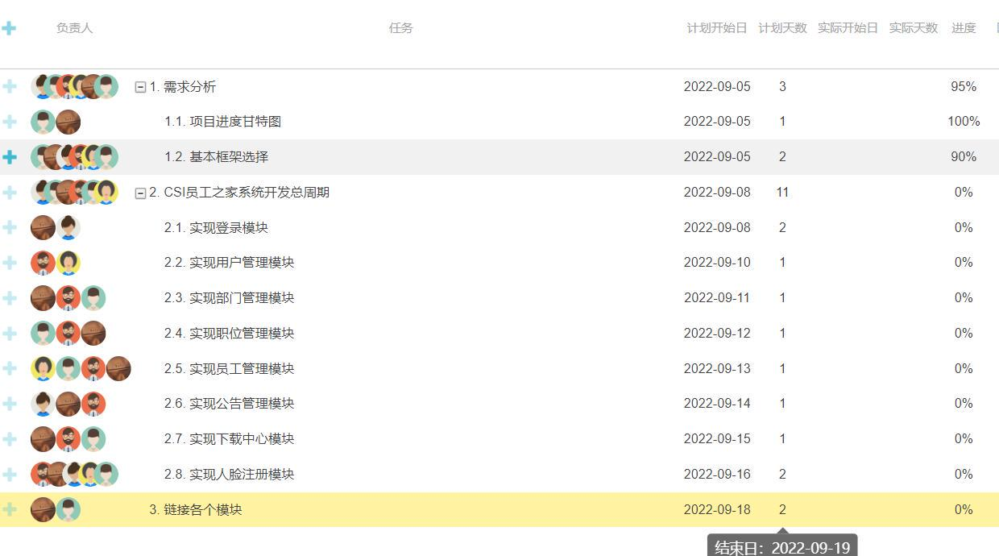 负责人 任务 计划开始日 计划天数 实际开始日 实际天数 进度
1. 需求分析 2022-09-05 3 95%
1.1. 项目进度甘特图 2022-09-05 1 100%
1.2. 基本框架选择 2022-09-05 2 90%
2. CSI员工之家系统开发总周期 2022-09-08 11 0%
2.1. 实现登录模块 2022-09-08 2 0%
2.2. 实现用户管理模块 2022-09-10 1 0%
2.3. 实现部门管理模块 2022-09-11 1 0%
2.4. 实现职位管理模块 2022-09-12 1 0%
2.5. 实现员工管理模块 2022-09-13 1 0%
2.6. 实现公告管理模块 2022-09-14 1 0%
2.7. 实现下载中心模块 2022-09-15 1 0%
2.8. 实现人脸注册模块 2022-09-16 2 0%
3. 链接各个模块 2022-09-18 2 0%
结束日：2022-09-19